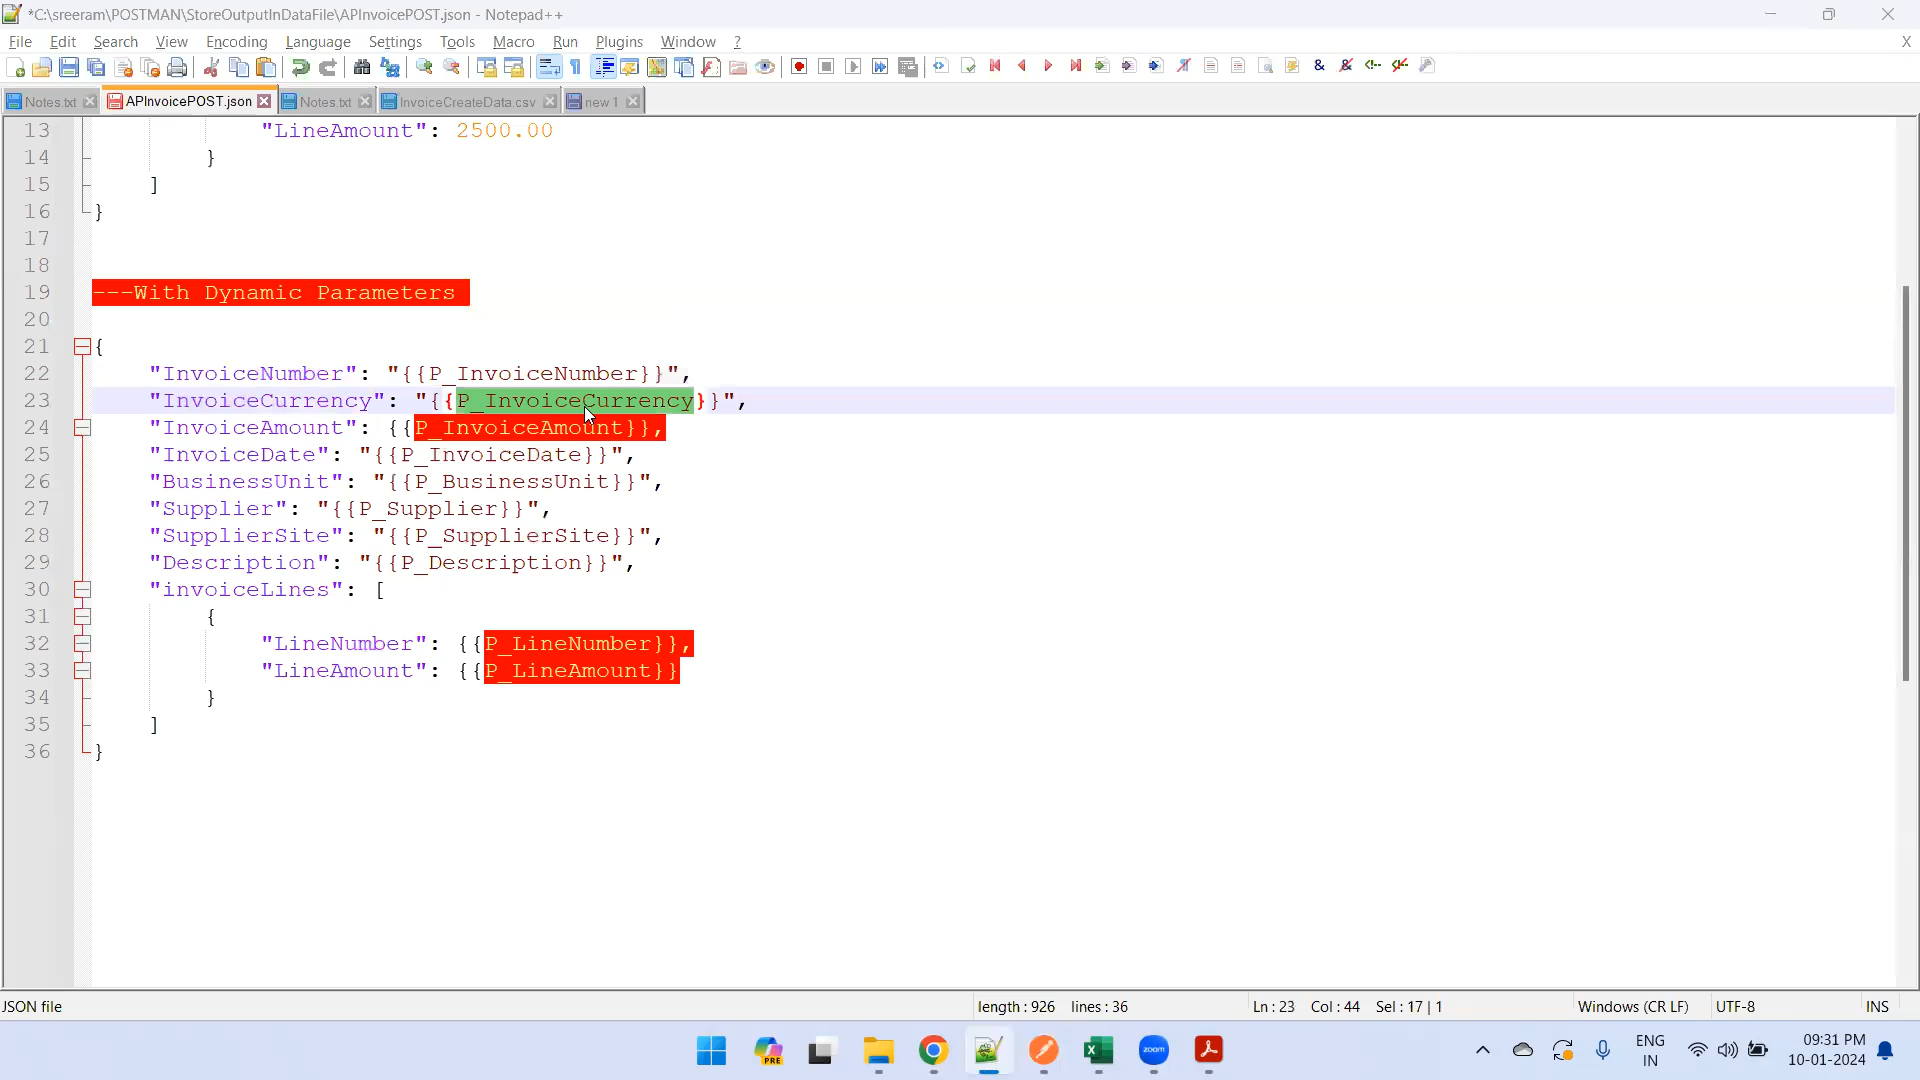 *C:\sreeram\POSTMAN\StoreOutputInDataFile\APInvoicePOST.json - Notepad++
File Edit Search View Encoding Language Settings Tools Macro Run Plugins Window ? X
Notes.txt APInvoicePOST.json Notes.txt InvoiceCreateData.csv new 1
13 "LineAmount": 2500.00
14 }
15 ]
16 }
17
18
19 ---With Dynamic Parameters
20
21 {
22 "InvoiceNumber": "{{P_InvoiceNumber}}",
23 "InvoiceCurrency": "{{P_InvoiceCurrency}}",
24 "InvoiceAmount": {{P_InvoiceAmount}},
25 "InvoiceDate": "{{P_InvoiceDate}}",
26 "BusinessUnit": "{{P_BusinessUnit}}",
27 "Supplier": "{{P_Supplier}}",
28 "SupplierSite": "{{P_SupplierSite}}",
29 "Description": "{{P_Description}}",
30 "invoiceLines": [
31 {
32 "LineNumber": {{P_LineNumber}},
33 "LineAmount": {{P_LineAmount}}
34 }
35 ]
36 }
JSON file length : 926 lines : 36 Ln : 23 Col : 44 Sel : 17 | 1 Windows (CR LF) UTF-8 INS
PRE zoom ENG 09:31 PM
IN 10-01-2024